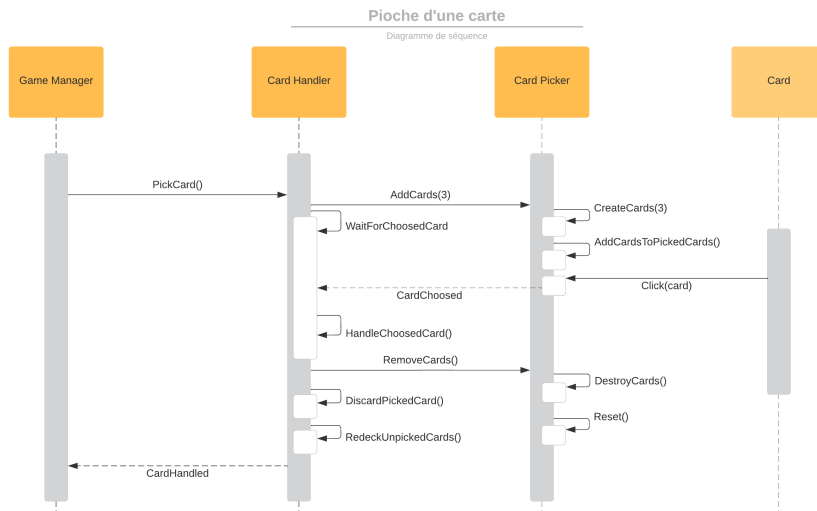 Pioche d'une carte
Diagramme de séquence
Game Manager
Card Handler
Card Picker
Card
PickCard()
AddCards(3)
CreateCards(3)
WaitForChoosedCard
AddCardsToPickedCards()
Click(card)
CardChoosed
HandleChoosedCard()
RemoveCards()
DestroyCards()
DiscardPickedCard()
Reset()
RedeckUnpickedCards()
CardHandled